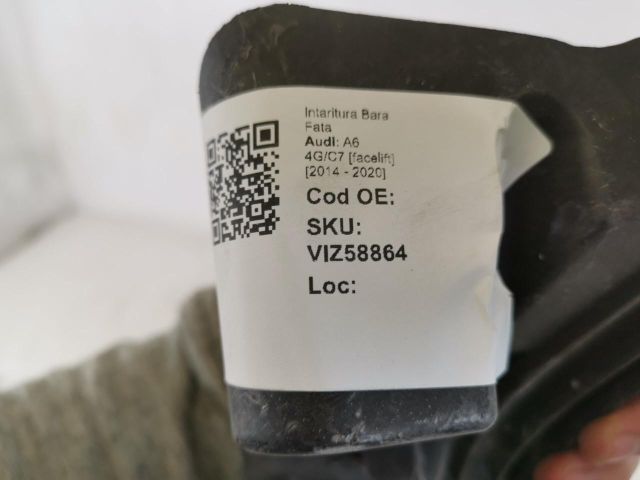 Intaritura Bara
Fata
Audi: A6
4G/C7 [facelift]
[2014 - 2020]
Cod OE:
SKU:
VIZ58864
Loc: